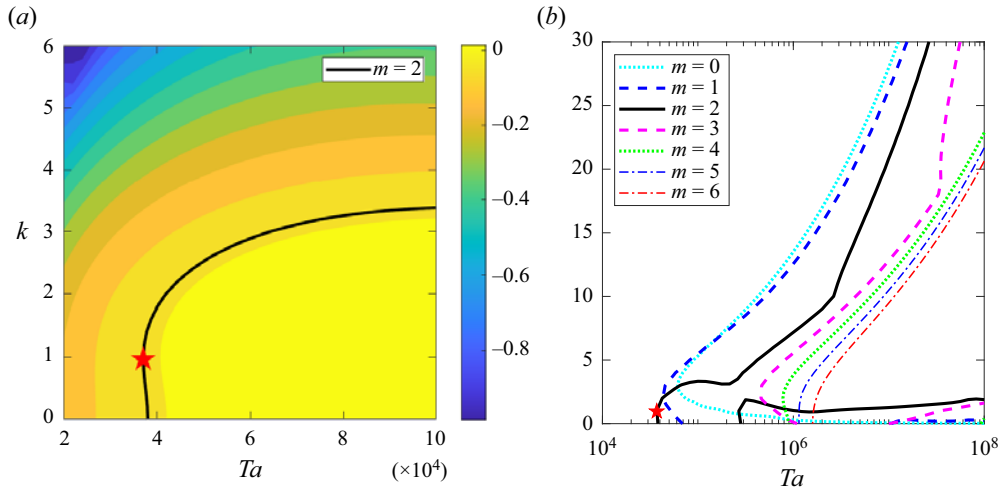 (a)
(b)
6
5
4
3
2
1
0
k
m = 2
2
4
6
8
10
Ta
(×10⁴)
0
–0.2
–0.4
–0.6
–0.8
30
25
20
15
10
5
0
m = 0
m = 1
m = 2
m = 3
m = 4
m = 5
m = 6
10⁴
10⁶
10⁸
Ta